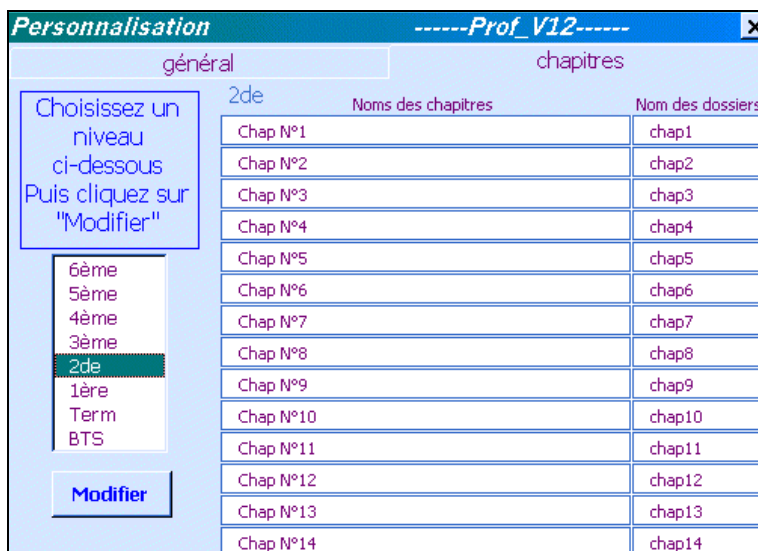 Personnalisation ------Prof_V12------
général chapitres
Choisissez un
niveau
ci-dessous
Puis cliquez sur
"Modifier"
6ème
5ème
4ème
3ème
2de
1ère
Term
BTS
Modifier
2de
Noms des chapitres Nom des dossiers
Chap N°1 chap1
Chap N°2 chap2
Chap N°3 chap3
Chap N°4 chap4
Chap N°5 chap5
Chap N°6 chap6
Chap N°7 chap7
Chap N°8 chap8
Chap N°9 chap9
Chap N°10 chap10
Chap N°11 chap11
Chap N°12 chap12
Chap N°13 chap13
Chap N°14 chap14